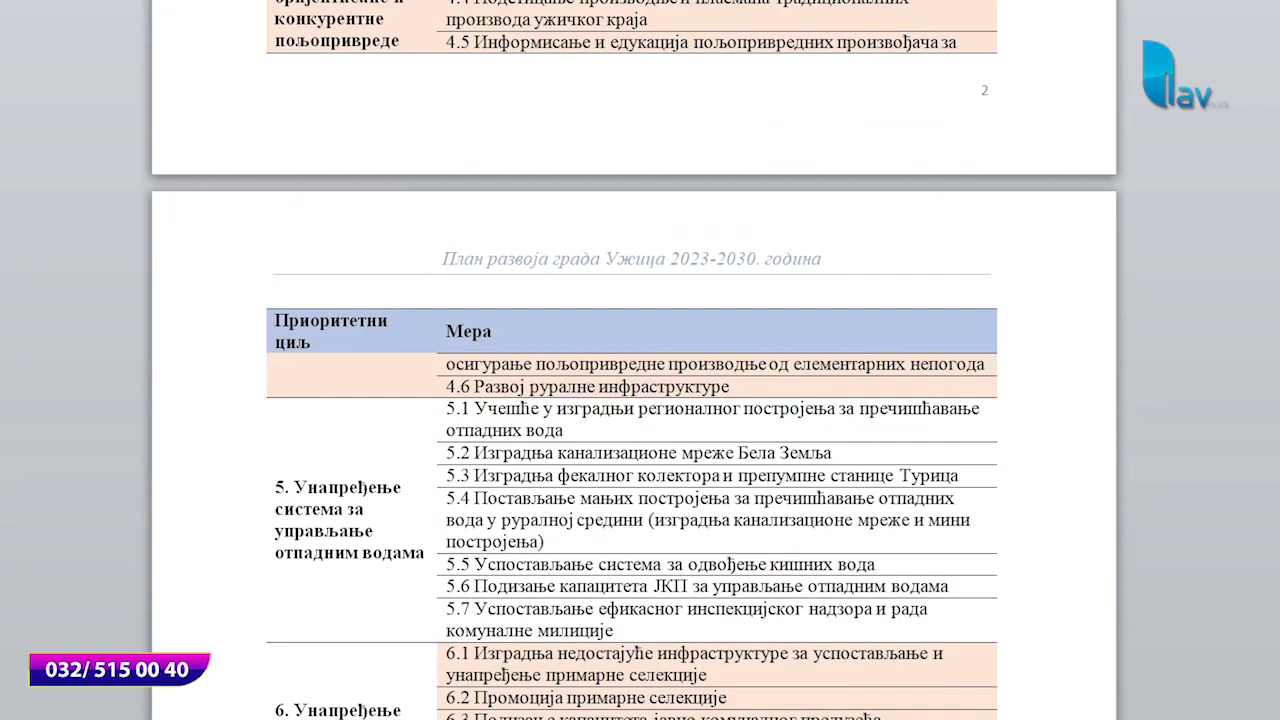 конкурентне
пољопривреде
производа ужичког краја
4.5 Информисање и едукација пољопривредних произвођача за
2
lav
План развоја града Ужица 2023-2030. година
Приоритетни
циљ
Мера
осигурање пољопривредне производње од елементарних непогода
4.6 Развој руралне инфраструктуре
5. Унапређење
система за
управљање
отпадним водама
5.1 Учешће у изградњи регионалног постројења за пречишћавање
отпадних вода
5.2 Изградња канализационе мреже Бела Земља
5.3 Изградња фекалног колектора и препумпне станице Турица
5.4 Постављање мањих постројења за пречишћавање отпадних
вода у руралној средини (изградња канализационе мреже и мини
постројења)
5.5 Успостављање система за одвођење кишних вода
5.6 Подизање капацитета ЈКП за управљање отпадним водама
5.7 Успостављање ефикасног инспекцијског надзора и рада
комуналне милиције
6. Унапређење
6.1 Изградња недостајуће инфраструктуре за успостављање и
унапређење примарне селекције
6.2 Промоција примарне селекције
032/ 515 00 40